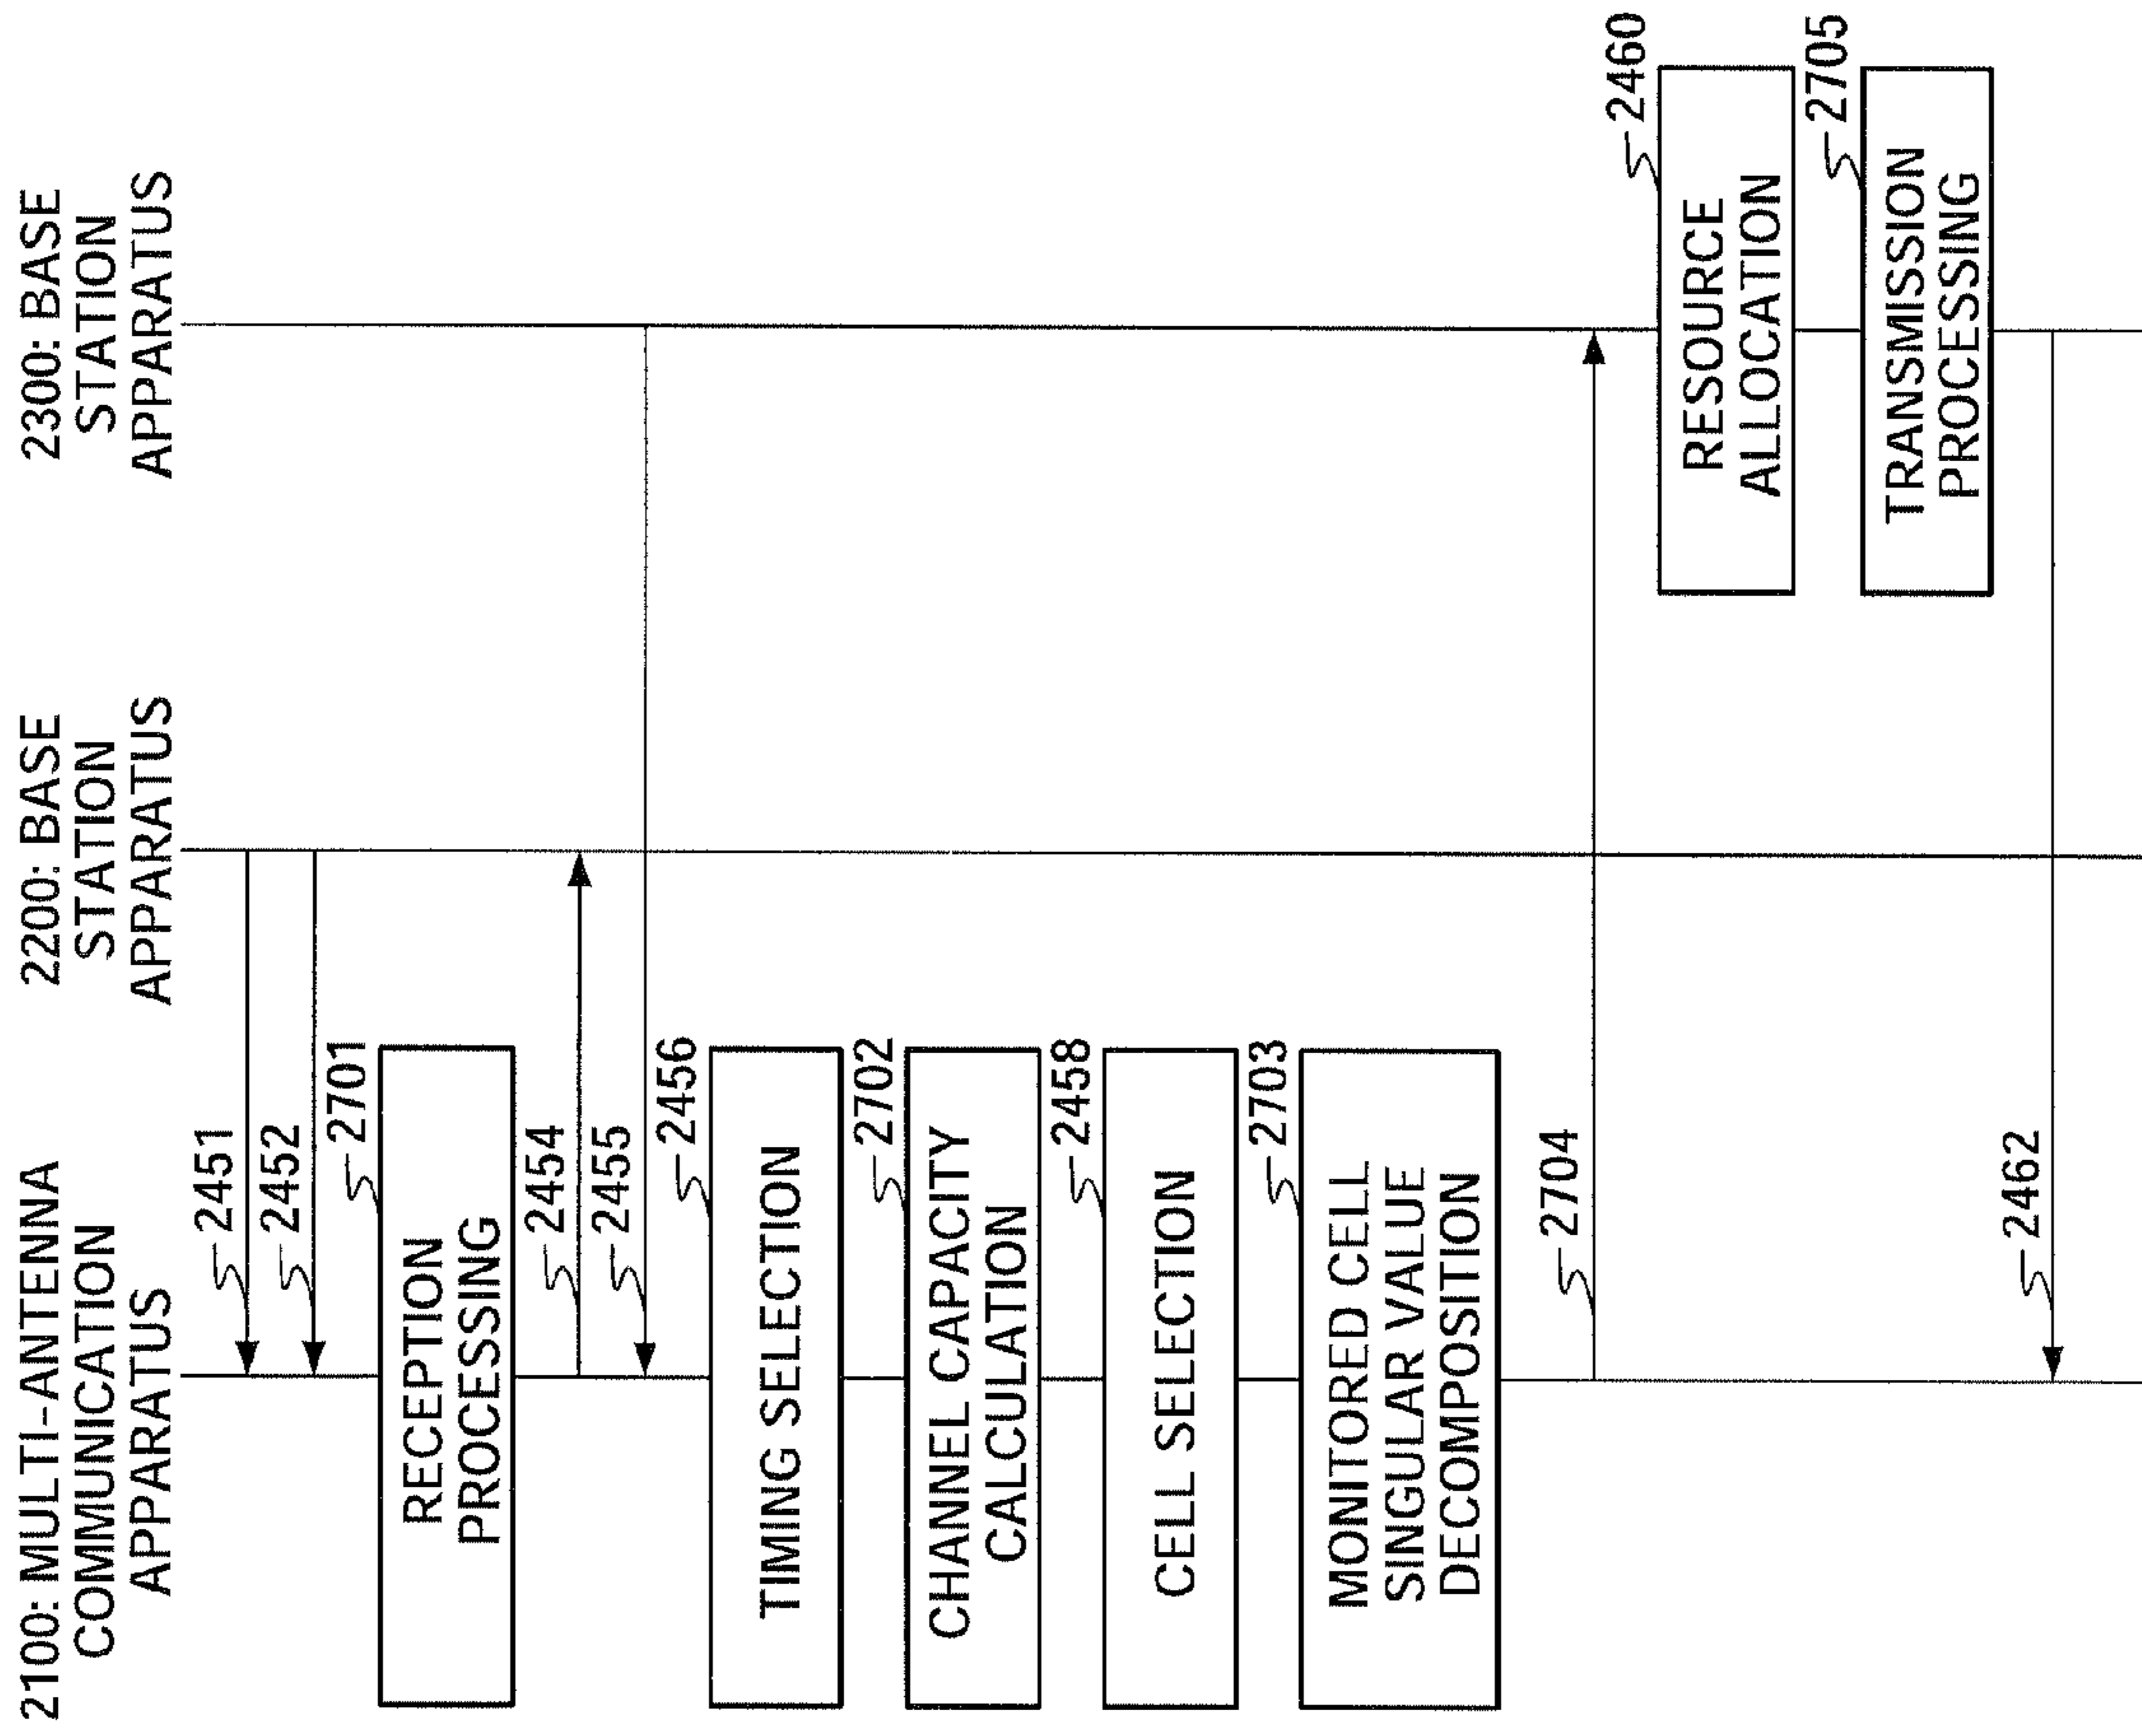 2100: MULTI-ANTENNA
COMMUNICATION
APPARATUS
2200: BASE
STATION
APPARATUS
2300: BASE
STATION
APPARATUS
2451
2452
2701
RECEPTION
PROCESSING
2454
2455
2456
TIMING SELECTION
2702
CHANNEL CAPACITY
CALCULATION
2458
CELL SELECTION
2703
MONITORED CELL
SINGULAR VALUE
DECOMPOSITION
2704
2460
RESOURCE
ALLOCATION
2705
TRANSMISSION
PROCESSING
2462